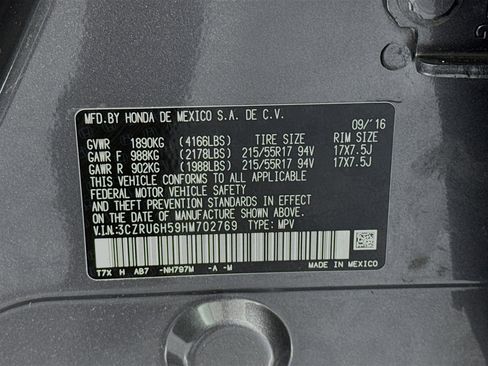 MFD.BY HONDA DE MEXICO S.A. DE C.V. 09/'16
GVWR 1890KG (4166LBS) TIRE SIZE RIM SIZE
GAWR F 988KG (2178LBS) 215/55R17 94V 17X7.5J
GAWR R 902KG (1988LBS) 215/55R17 94V 17X7.5J
THIS VEHICLE CONFORMS TO ALL APPLICABLE
FEDERAL MOTOR VEHICLE SAFETY
AND THEFT PREVENTION STANDARDS IN EFFECT
ON THE DATE OF MANUFACTURE SHOWN ABOVE.
V.I.N:3CZRU6H59HM702769 TYPE: MPV
T7X H AB7 -NH797M -A -M MADE IN MEXICO